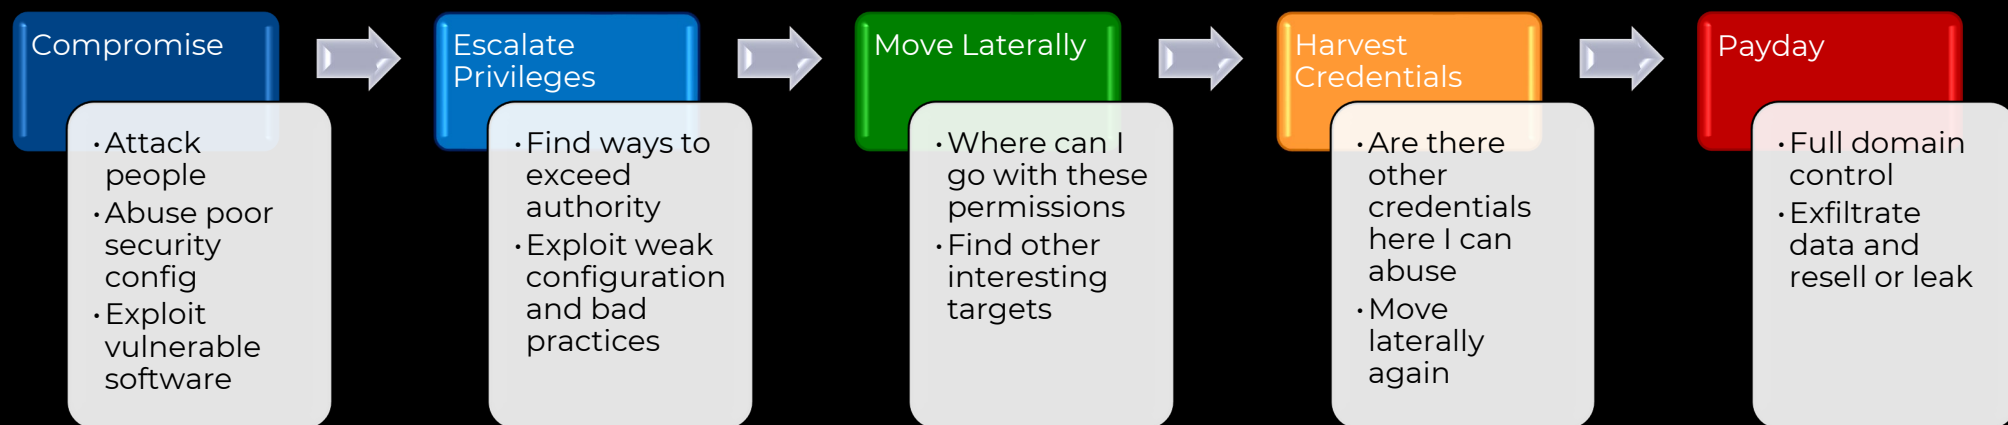 Compromise
• Attack
people
• Abuse poor
security
config
• Exploit
vulnerable
software
Escalate
Privileges
• Find ways to
exceed
authority
• Exploit weak
configuration
and bad
practices
Move Laterally
• Where can I
go with these
permissions
• Find other
interesting
targets
Harvest
Credentials
• Are there
other
credentials
here I can
abuse
• Move
laterally
again
Payday
• Full domain
control
• Exfiltrate
data and
resell or leak